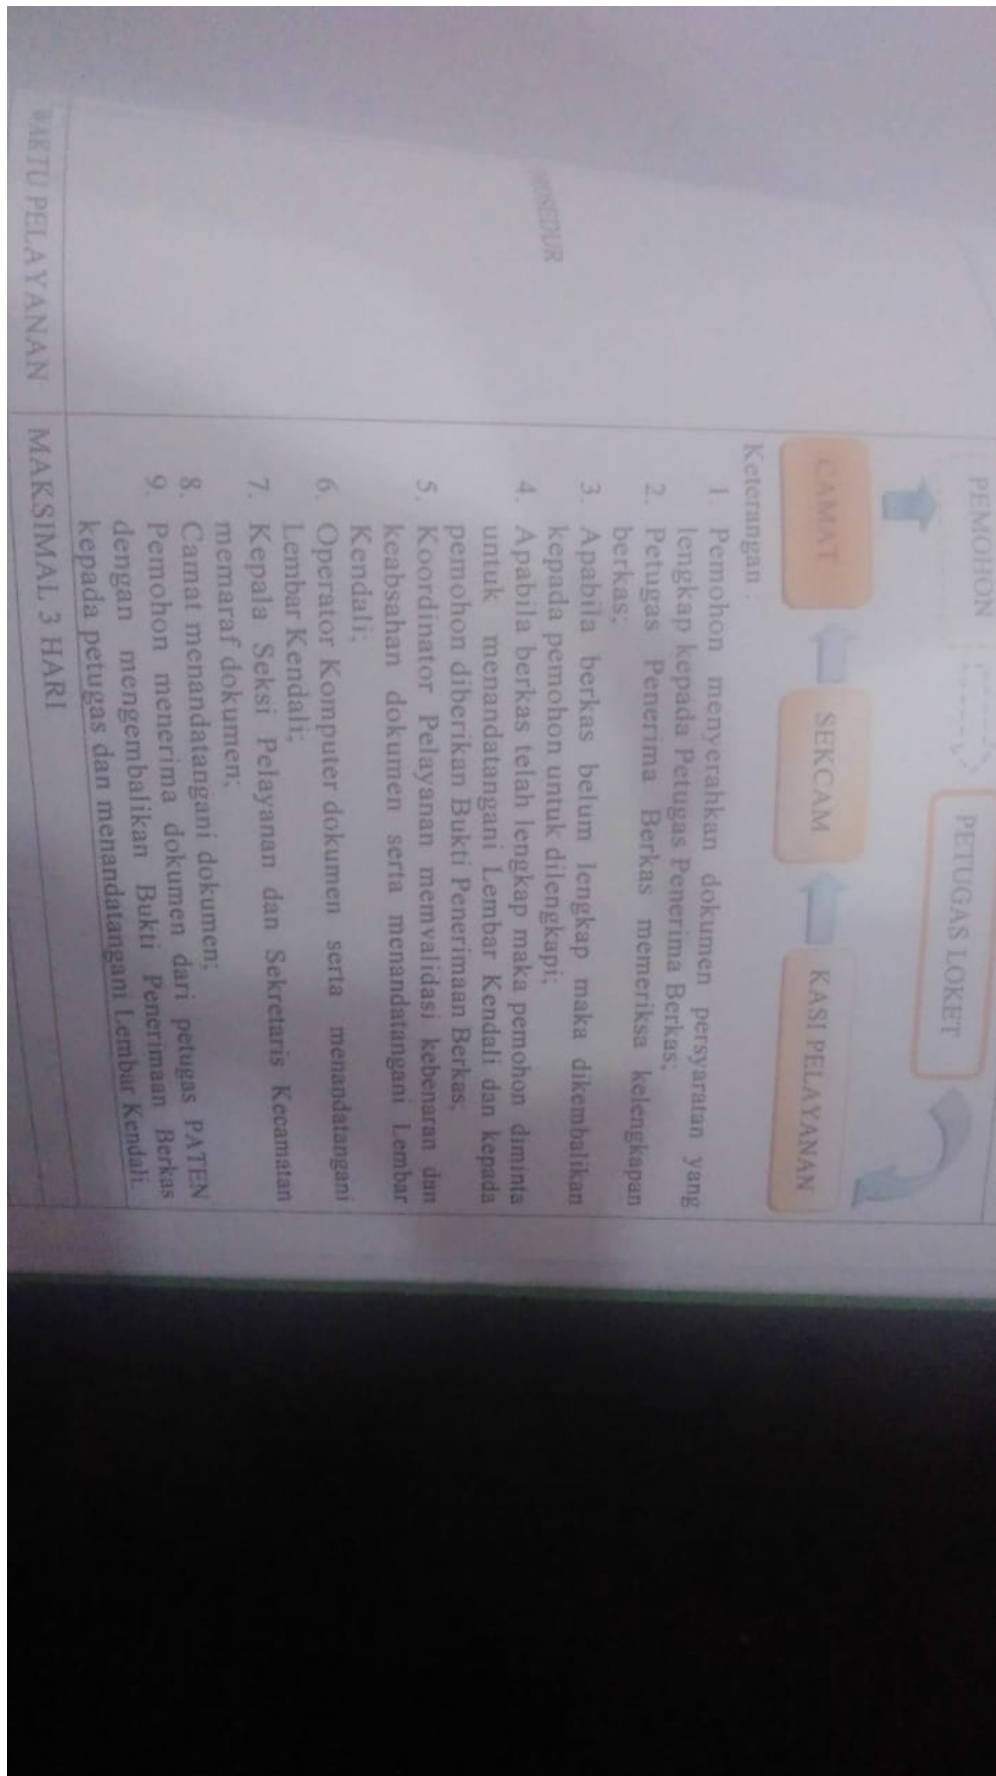 PEMOHON
PETUGAS LOKET
CAMAT
SEKCAM
KASI PELAYANAN
Keterangan :
1. Pemohon menyerahkan dokumen persyaratan yang
lengkap kepada Petugas Penerima Berkas;
2. Petugas Penerima Berkas memeriksa kelengkapan
berkas;
3. Apabila berkas belum lengkap maka dikembalikan
kepada pemohon untuk dilengkapi;
4. Apabila berkas telah lengkap maka pemohon diminta
untuk menandatangani Lembar Kendali dan kepada
pemohon diberikan Bukti Penerimaan Berkas;
5. Koordinator Pelayanan memvalidasi kebenaran dan
keabsahan dokumen serta menandatangani Lembar
Kendali;
6. Operator Komputer dokumen serta menandatangani
Lembar Kendali;
7. Kepala Seksi Pelayanan dan Sekretaris Kecamatan
memaraf dokumen;
8. Camat menandatangani dokumen;
9. Pemohon menerima dokumen dari petugas PATEN
dengan mengembalikan Bukti Penerimaan Berkas
kepada petugas dan menandatangani Lembar Kendali.
WAKTU PELAYANAN
MAKSIMAL 3 HARI